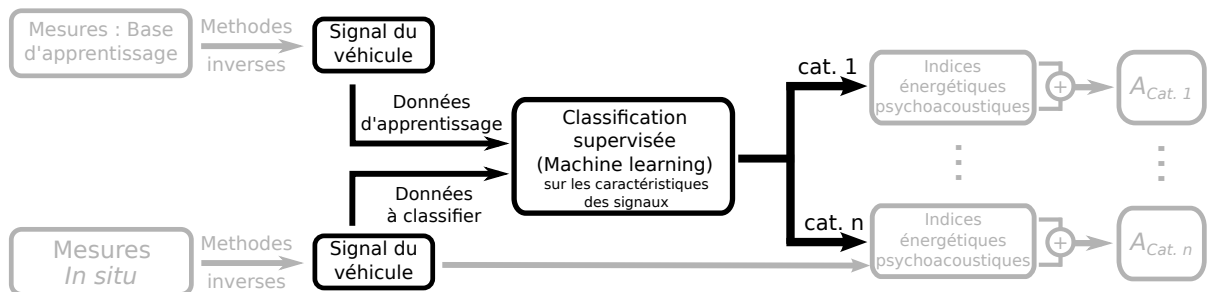 Mesures : Base
d'apprentissage
Methodes
inverses
Signal du
véhicule
Données
d'apprentissage
Classification
supervisée
(Machine learning)
sur les caractéristiques
des signaux
cat. 1
Indices
énergétiques
psychoacoustiques
+
A Cat. 1
Données
à classifier
Mesures
In situ
Methodes
inverses
Signal du
véhicule
cat. n
Indices
énergétiques
psychoacoustiques
+
A Cat. n